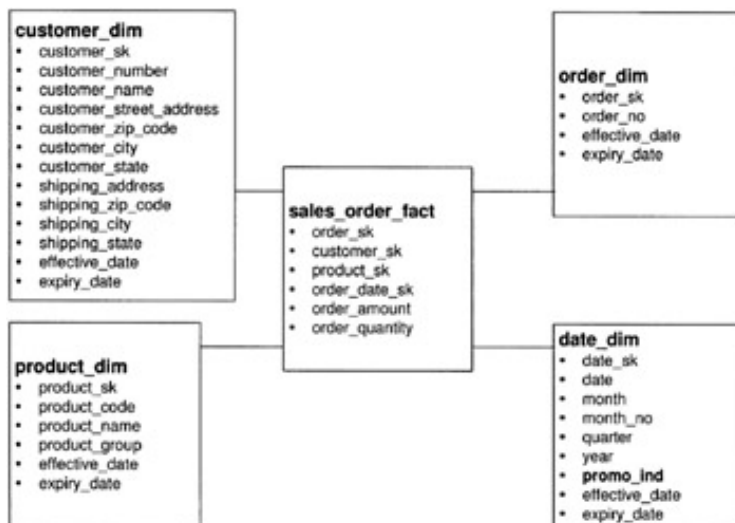 customer_dim
• customer_sk
• customer_number
• customer_name
• customer_street_address
• customer_zip_code
• customer_city
• customer_state
• shipping_address
• shipping_zip_code
• shipping_city
• shipping_state
• effective_date
• expiry_date
order_dim
• order_sk
• order_no
• effective_date
• expiry_date
sales_order_fact
• order_sk
• customer_sk
• product_sk
• order_date_sk
• order_amount
• order_quantity
product_dim
• product_sk
• product_code
• product_name
• product_group
• effective_date
• expiry_date
date_dim
• date_sk
• date
• month
• month_no
• quarter
• year
• promo_ind
• effective_date
• expiry_date